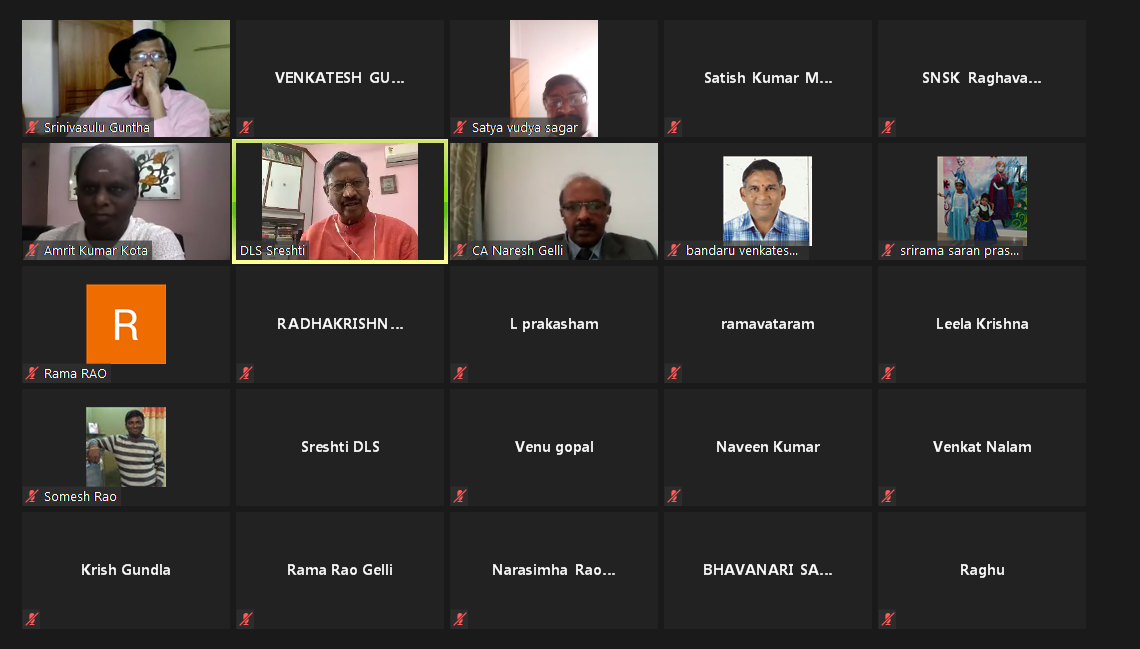 Srinivasulu Guntha
VENKATESH GU...
Satya vudya sagar
Satish Kumar M...
SNSK Raghava...
Amrit Kumar Kota
DLS Sreshti
CA Naresh Gelli
bandaru venkates...
srirama saran pras...
R
Rama RAO
RADHAKRISHN...
L prakasham
ramavataram
Leela Krishna
Somesh Rao
Sreshti DLS
Venu gopal
Naveen Kumar
Venkat Nalam
Krish Gundla
Rama Rao Gelli
Narasimha Rao...
BHAVANARI SA...
Raghu